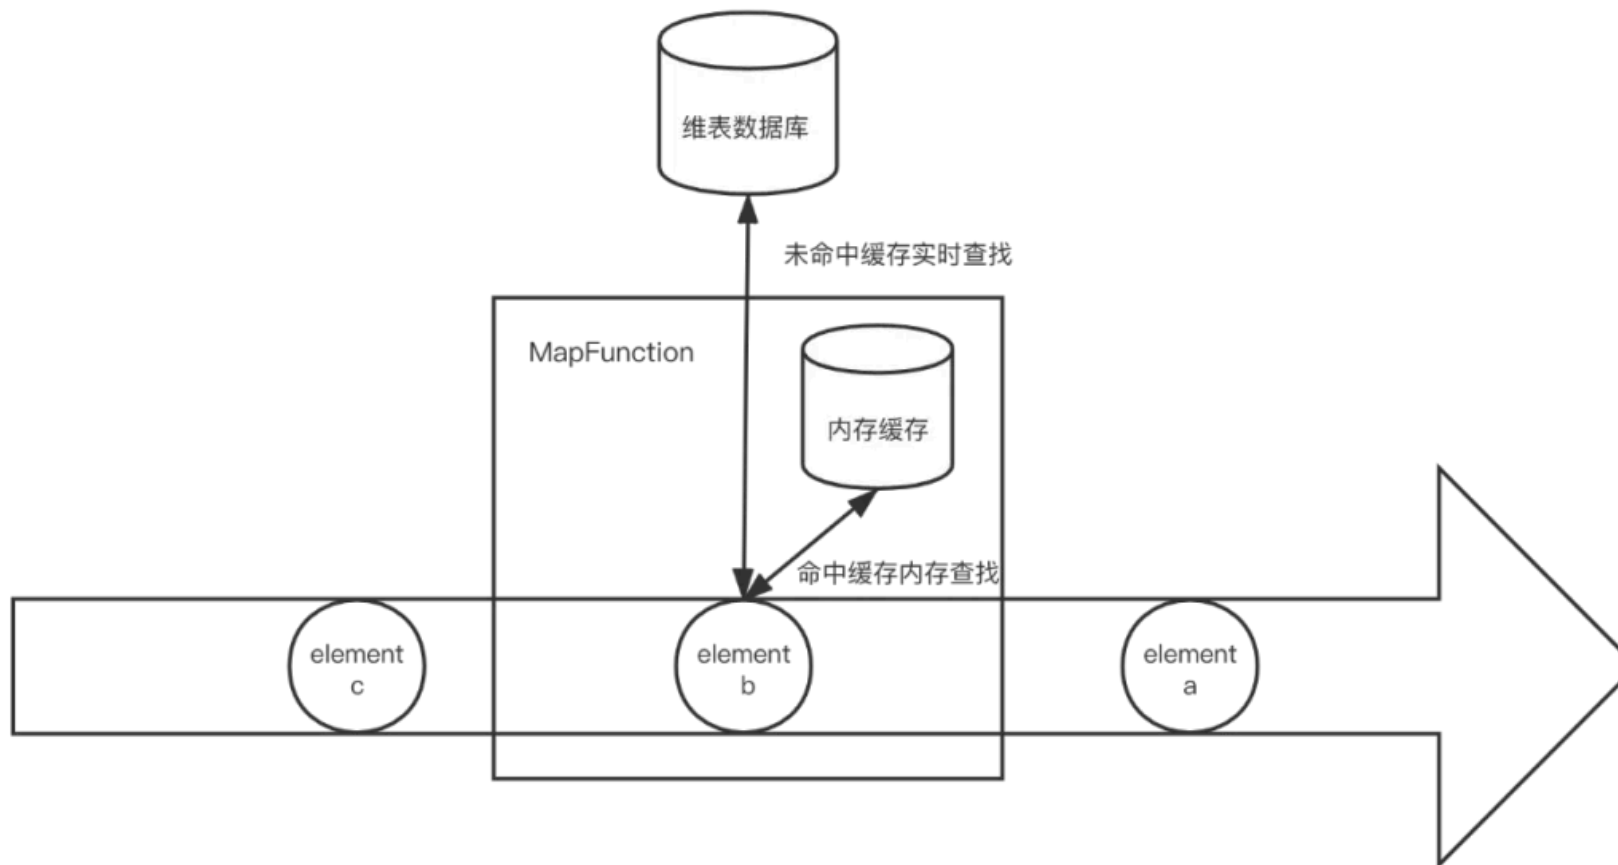 维表数据库
未命中缓存实时查找
MapFunction
内存缓存
命中缓存内存查找
element
c
element
b
element
a